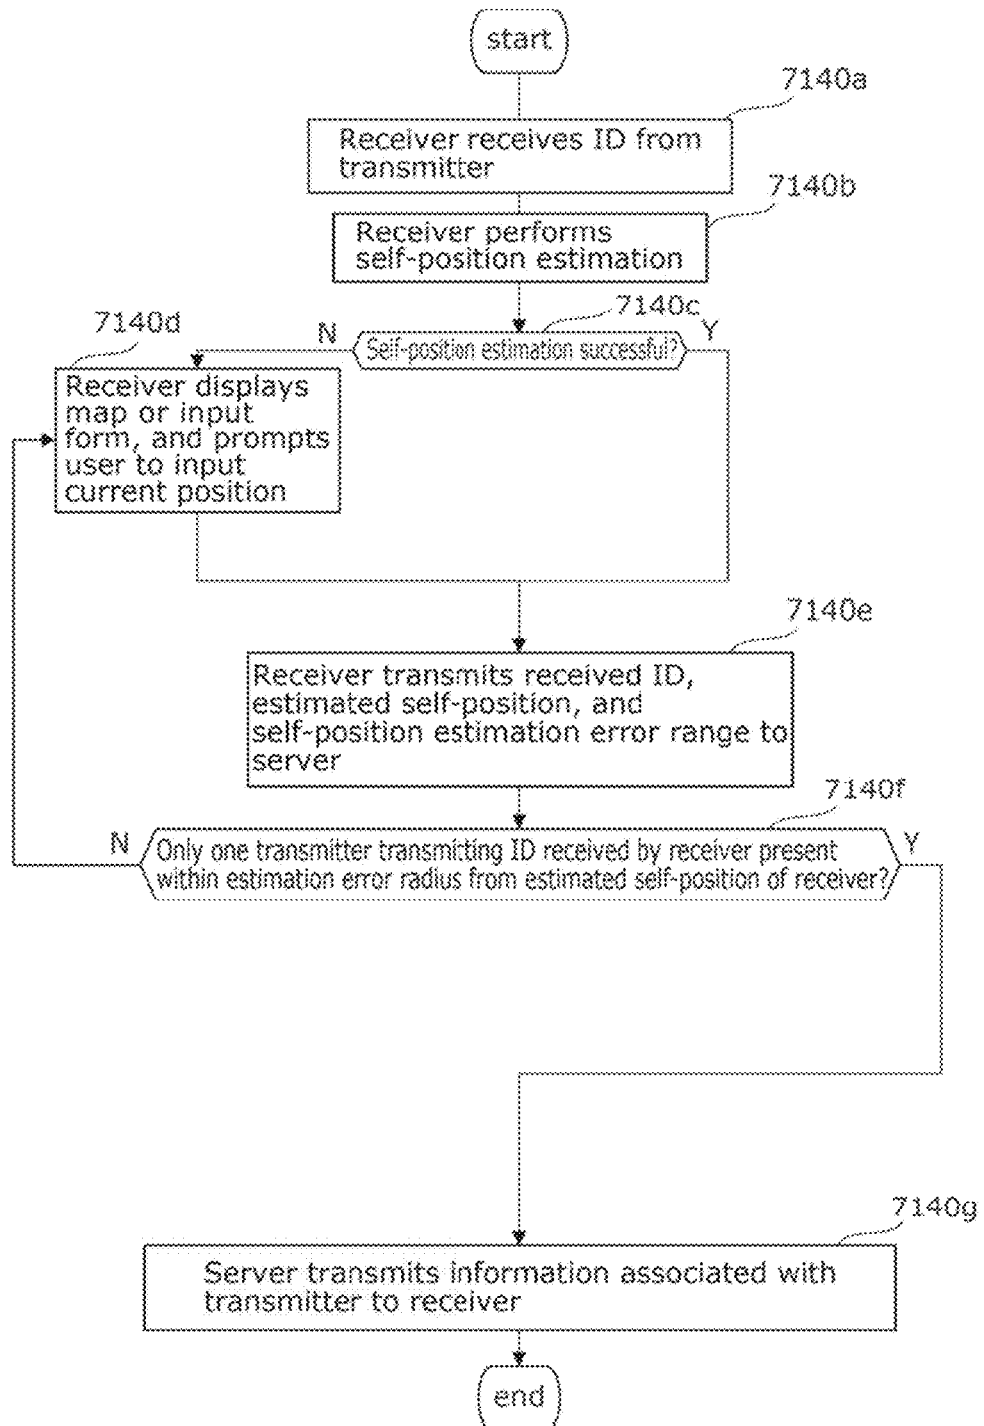 start
7140a
Receiver receives ID from
transmitter
7140b
Receiver performs
self-position estimation
7140c
N
Y
Self-position estimation successful?
7140d
Receiver displays
map or input
form, and prompts
user to input
current position
7140e
Receiver transmits received ID,
estimated self-position, and
self-position estimation error range to
server
7140f
N
Y
Only one transmitter transmitting ID received by receiver present
within estimation error radius from estimated self-position of receiver?
7140g
Server transmits information associated with
transmitter to receiver
end